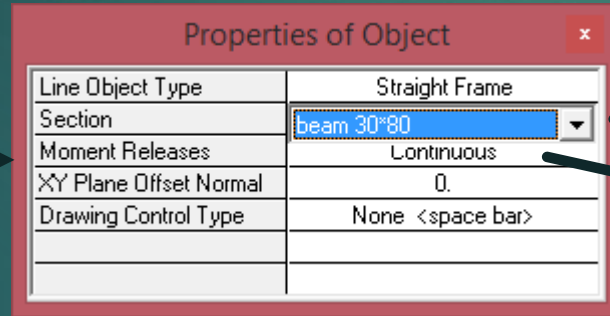 Properties of Object
x
Line Object Type Straight Frame
Section beam 30*80
Moment Releases Continuous
XY Plane Offset Normal 0.
Drawing Control Type None <space bar>